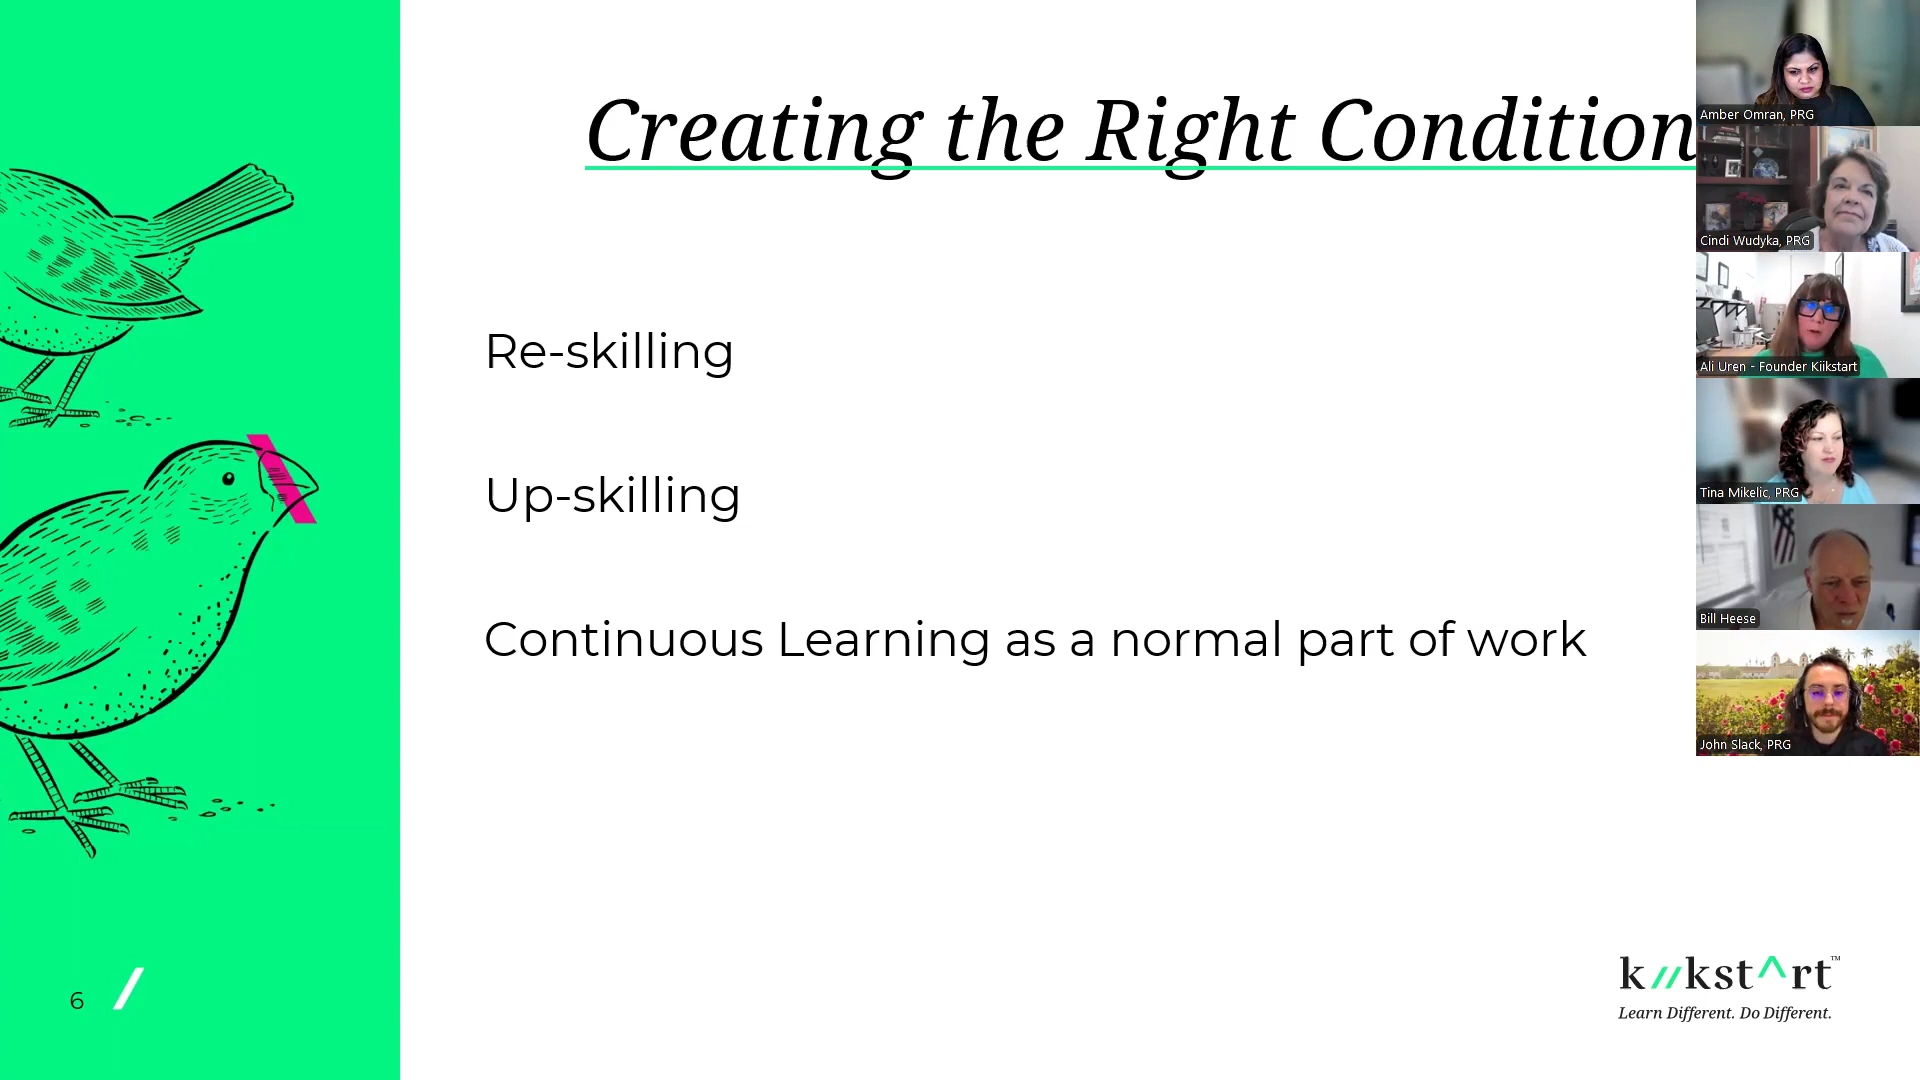 Creating the Right Condition
Re-skilling
Up-skilling
Continuous Learning as a normal part of work
6
k//kst^rt™
Learn Different. Do Different.
Amber Omran, PRG
Cindi Wudyka, PRG
Ali Uren - Founder Kiikstart
Tina Mikelic, PRG
Bill Heese
John Slack, PRG